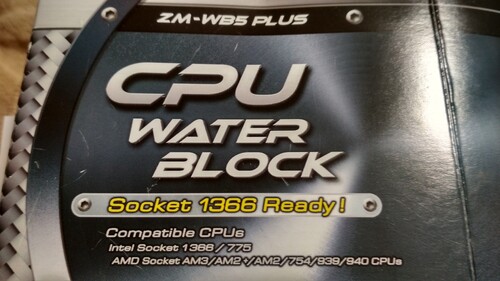 ZM-WB5 PLUS
CPU
WATER
BLOCK
Socket 1366 Ready!
Compatible CPUs
Intel Socket 1366 / 775
AMD Socket AM3/AM2+/AM2/754/939/940 CPUs